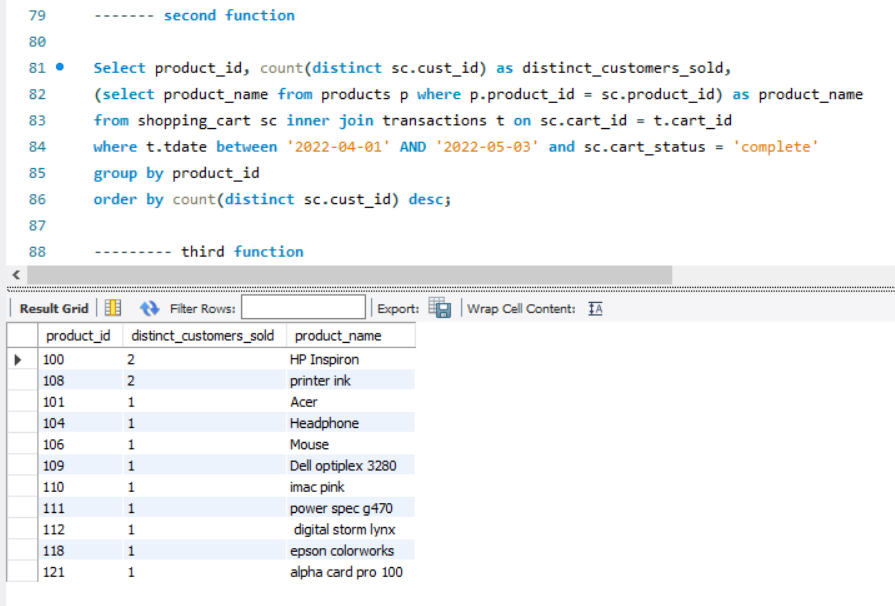 79 ------- second function
80
81 Select product_id, count(distinct sc.cust_id) as distinct_customers_sold,
82 (select product_name from products p where p.product_id = sc.product_id) as product_name
83 from shopping_cart sc inner join transactions t on sc.cart_id = t.cart_id
84 where t.tdate between '2022-04-01' AND '2022-05-03' and sc.cart_status = 'complete'
85 group by product_id
86 order by count(distinct sc.cust_id) desc;
87
88 --------- third function
Result Grid Filter Rows: Export: Wrap Cell Content: IA
product_id distinct_customers_sold product_name
100 2 HP Inspiron
108 2 printer ink
101 1 Acer
104 1 Headphone
106 1 Mouse
109 1 Dell optiplex 3280
110 1 imac pink
111 1 power spec g470
112 1 digital storm lynx
118 1 epson colorworks
121 1 alpha card pro 100